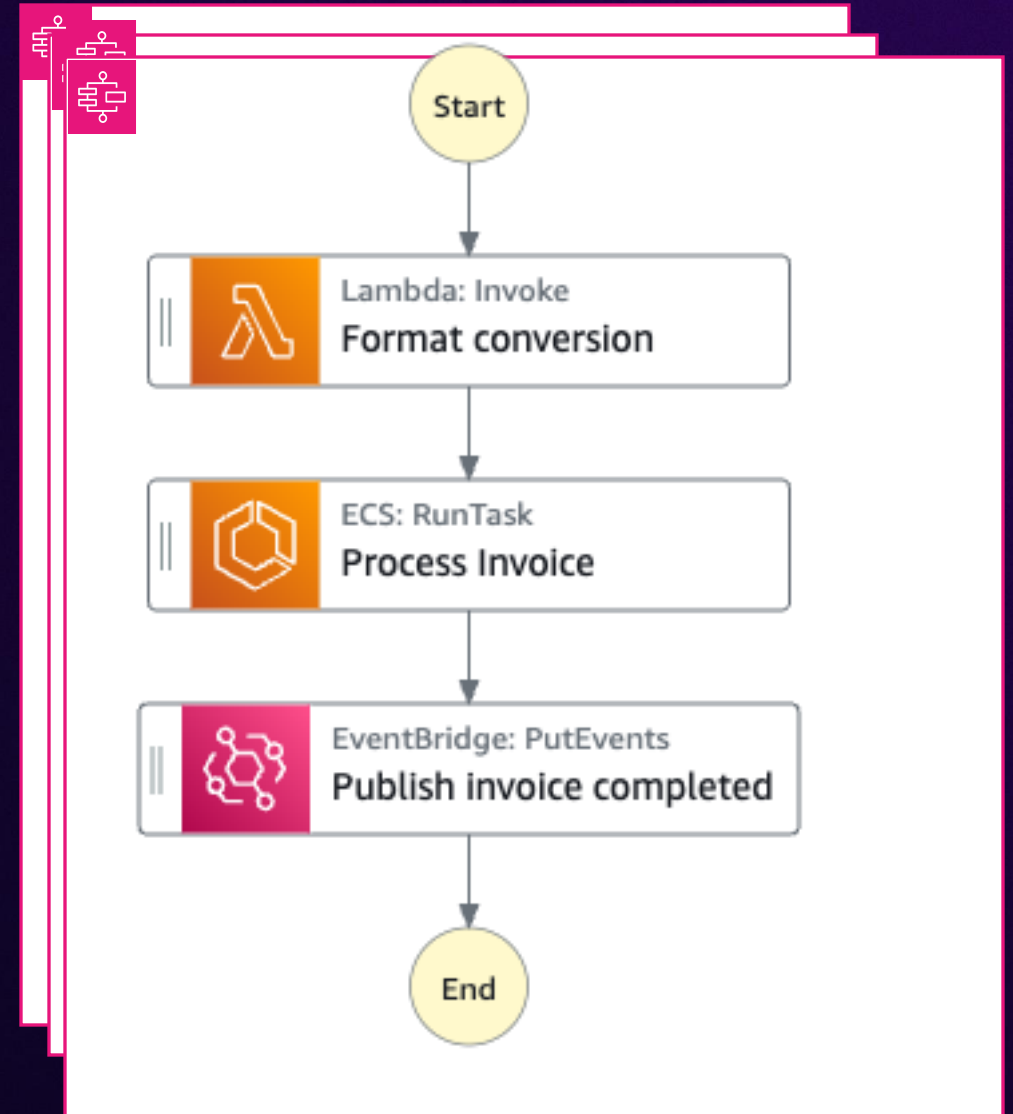 Start
Lambda: Invoke
Format conversion
ECS: RunTask
Process Invoice
EventBridge: PutEvents
Publish invoice completed
End